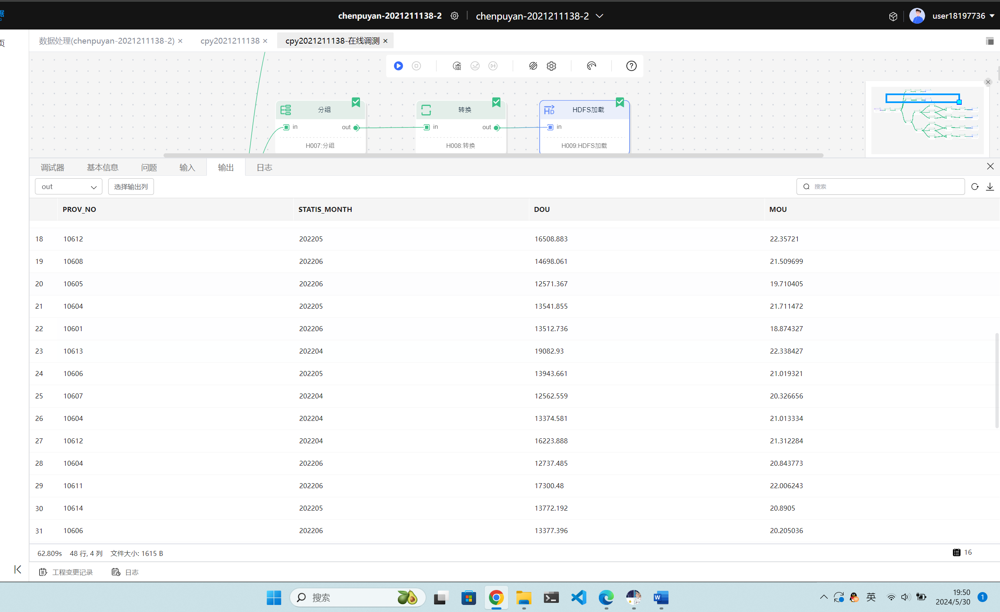 据
chenpuyan-2021211138-2
chenpuyan-2021211138-2
user18197736
页
数据处理(chenpuyan-2021211138-2) ×
cpy2021211138 ×
cpy2021211138-在线调测 ×
分组
in
out
H007:分组
转换
in
out
H008:转换
HD
HDFS加载
in
H009:HDFS加载
调试器
基本信息
问题
输入
输出
日志
out
选择输出列
搜索
PROV_NO STATIS_MONTH DOU MOU
18 10612 202205 16508.883 22.35721
19 10608 202206 14698.061 21.509699
20 10605 202206 12571.367 19.710405
21 10604 202205 13541.855 21.711472
22 10601 202206 13512.736 18.874327
23 10613 202204 19082.93 22.338427
24 10606 202205 13943.661 21.019321
25 10607 202204 12562.559 20.326656
26 10604 202204 13374.581 21.013334
27 10612 202204 16223.888 21.312284
28 10604 202206 12737.485 20.843773
29 10611 202206 17300.48 22.006243
30 10614 202205 13772.192 20.8905
31 10606 202206 13377.396 20.205036
62.809s 48 行, 4 列 文件大小: 1615 B
16
工程变更记录
日志
搜索
英
19:50
2024/5/30
1